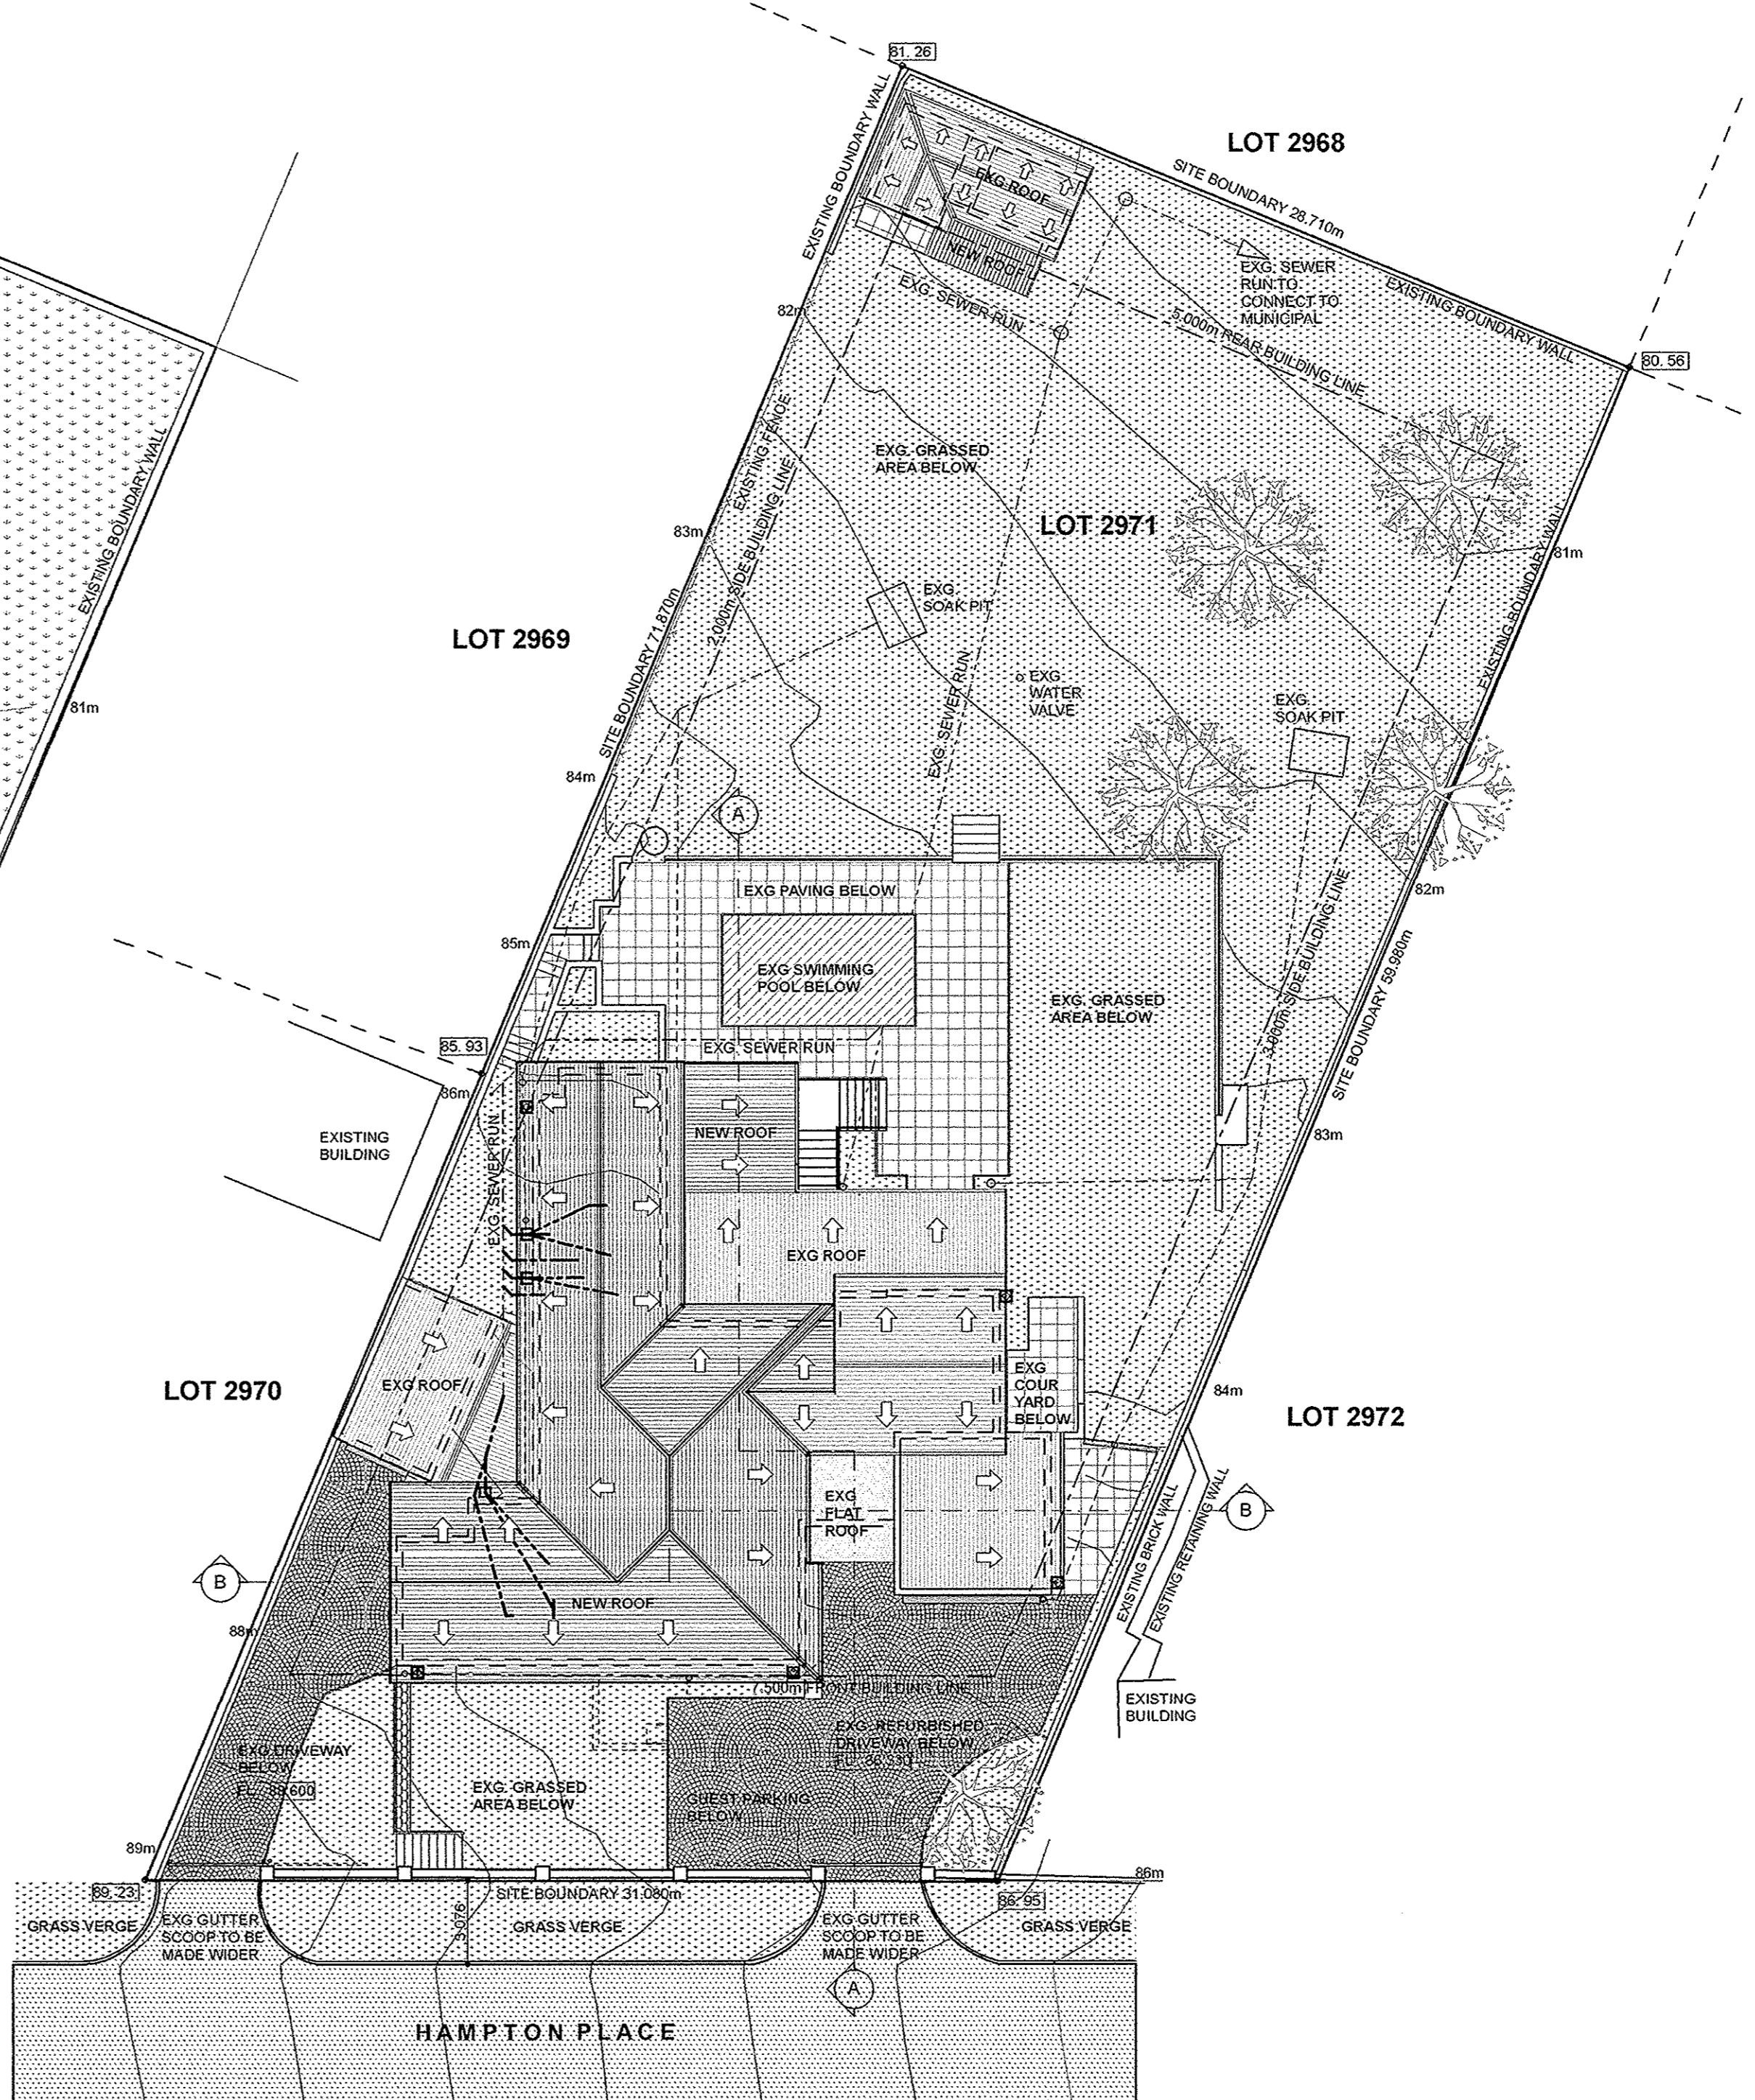 81. 26
LOT 2968
SITE BOUNDARY 28.710m
EXISTING BOUNDARY WALL
EXG ROOF
NEW ROOF
EXG. SEWER
RUN TO
CONNECT TO
MUNICIPAL
EXISTING BOUNDARY WALL
EXG. SEWER RUN
82m
5.000m REAR BUILDING LINE
80. 56
EXISTING FENCE
EXISTING BOUNDARY WALL
EXG. GRASSED
AREA BELOW
2.000m SIDE BUILDING LINE
83m
LOT 2971
81m
EXISTING BOUNDARY WALL
EXG.
SOAK PIT
LOT 2969
SITE BOUNDARY 71.870m
EXG. SEWER RUN
EXG
WATER
VALVE
EXG.
SOAK PIT
81m
84m
A
EXG PAVING BELOW
82m
85m
EXG SWIMMING
POOL BELOW
EXG. GRASSED
AREA BELOW
3.000m SIDE BUILDING LINE
SITE BOUNDARY 59.980m
85. 93
EXG. SEWER RUN
86m
EXISTING
BUILDING
EXG. SEWER RUN
NEW ROOF
83m
EXG ROOF
LOT 2970
EXG ROOF
EXG
COUR
YARD
BELOW
84m
LOT 2972
EXG
FLAT
ROOF
EXISTING BRICK WALL
EXISTING RETAINING WALL
B
B
NEW ROOF
88m
7.500m FRONT BUILDING LINE
EXISTING
BUILDING
EXG. REFURBISHED
DRIVEWAY BELOW
EXG DRIVEWAY
BELOW
EXG. GRASSED
AREA BELOW
GUEST PARKING
BELOW
89m
86m
89. 23
SITE BOUNDARY 31.080m
86. 95
GRASS VERGE
EXG GUTTER
SCOOP TO BE
MADE WIDER
3.076
GRASS VERGE
EXG GUTTER
SCOOP TO BE
MADE WIDER
GRASS VERGE
A
HAMPTON PLACE